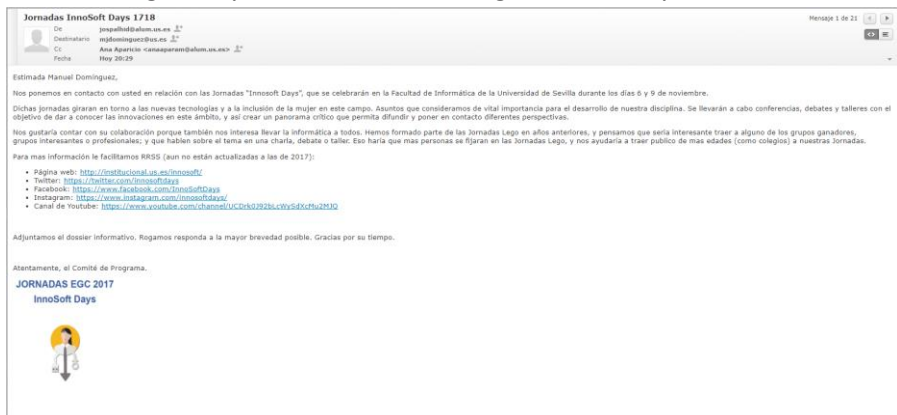 Jornadas InnoSoft Days 1718
Mensaje 1 de 21
De jospalhid@alum.us.es
Destinatario mjdominguez@us.es
Cc Ana Aparicio <anaaparam@alum.us.es>
Fecha Hoy 20:29
Estimada Manuel Domínguez,
Nos ponemos en contacto con usted en relación con las Jornadas "Innosoft Days", que se celebrarán en la Facultad de Informática de la Universidad de Sevilla durante los días 6 y 9 de noviembre.
Dichas jornadas giraran en torno a las nuevas tecnologías y a la inclusión de la mujer en este campo. Asuntos que consideramos de vital importancia para el desarrollo de nuestra disciplina. Se llevarán a cabo conferencias, debates y talleres con el
objetivo de dar a conocer las innovaciones en este ámbito, y así crear un panorama crítico que permita difundir y poner en contacto diferentes perspectivas.
Nos gustaría contar con su colaboración porque también nos interesa llevar la informática a todos. Hemos formado parte de las Jornadas Lego en años anteriores, y pensamos que seria interesante traer a alguno de los grupos ganadores,
grupos interesantes o profesionales; y que hablen sobre el tema en una charla, debate o taller. Eso haría que mas personas se fijaran en las Jornadas Lego, y nos ayudaría a traer publico de mas edades (como colegios) a nuestras Jornadas.
Para mas información le facilitamos RRSS (aun no están actualizadas a las de 2017):
• Página web: http://institucional.us.es/innosoft/
• Twitter: https://twitter.com/innosoftdays
• Facebook: https://www.facebook.com/InnoSoftDays
• Instagram: https://www.instagram.com/innosoftdays/
• Canal de Youtube: https://www.youtube.com/channel/UCDrk0J92bLcWySdXcMu2MJQ
Adjuntamos el dossier informativo. Rogamos responda a la mayor brevedad posible. Gracias por su tiempo.
Atentamente, el Comité de Programa.
JORNADAS EGC 2017
InnoSoft Days